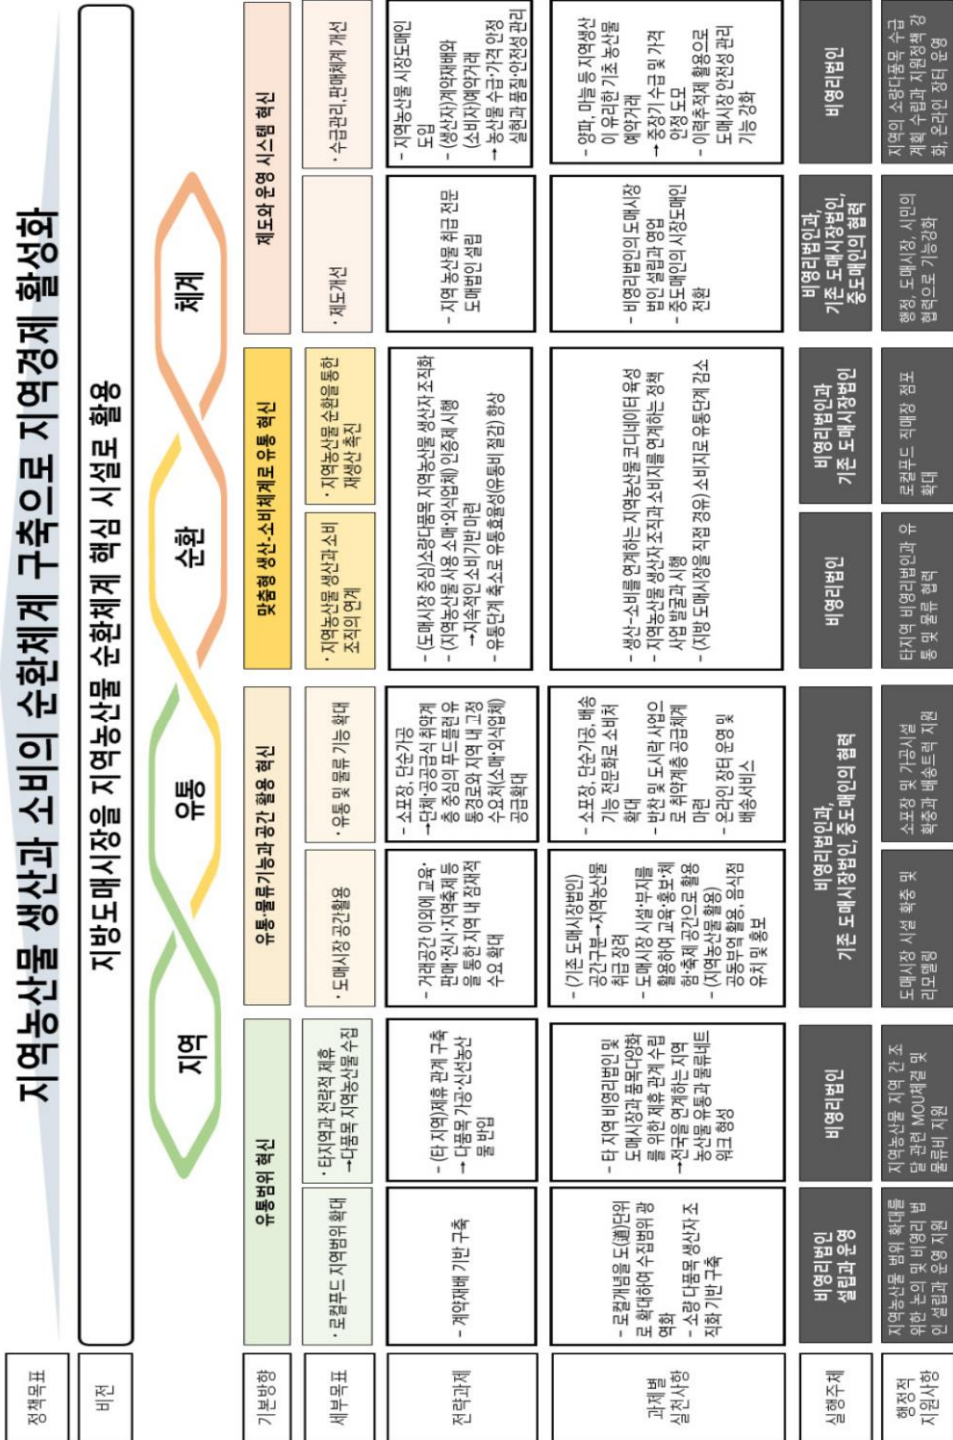 정책목표
지역농산물 생산과 소비의 순환체계 구축으로 지역경제 활성화
비전
지방도매시장을 지역농산물 순환체계 핵심 시설로 활용
지역
유통
순환
체계
기본방향
유통범위 혁신
유통·물류기능과 공간 활용 혁신
맞춤형 생산-소비체계로 유통 혁신
제도와 운영 시스템 혁신
세부목표
· 로컬푸드 지역범위 확대
· 타지역과 전략적 제휴
→다품목 지역농산물 수집
· 도매시장 공간활용
· 유통 및 물류 기능 확대
· 지역농산물 생산과 소비
조직의 연계
· 지역농산물 순환을 통한
재생산 촉진
· 제도개선
· 수급관리, 판매체계 개선
전략과제
- 계약재배 기반 구축
- (타 지역)제휴 관계 구축
→ 다품목 가공·신선농산
물 반입
- 거래공간 이외에 교육·
판매·전시·지역축제 등
을 통한 지역 내 잠재적
수요 확대
- 소포장, 단순가공
→단체·공공급식 취약계
층 중심의 푸드플랜 유
통경로와 지역 내 고정
수요처(소매·외식업체)
공급확대
- (도매시장 중심)소량다품목 지역농산물 생산자 조직화
- (지역농산물 사용 소매·외식업체) 인증제 시행
→지속적인 소비기반 마련
- 유통단계 축소로 유통효율성(유통비 절감) 향상
- 지역 농산물 취급 전문
도매법인 설립
- 지역농산물 시장도매인
도입
- (생산자)계약재배와
(소비자)예약거래
→ 농산물 수급·가격 안정
실현과 품질·안전성 관리
과제별
실천사항
- 로컬개념을 도(道)단위
로 확대하여 수집범위 광
역화
- 소량 다품목 생산자 조
직화 기반 구축
- 타 지역 비영리법인 및
도매시장과 품목다양화
를 위한 제휴 관계 수립
→전국을 연계하는 지역
농산물 유통과 물류네트
워크 형성
- (기존 도매시장법인)
공간구분→지역농산물
취급 장려
- 도매시장 시설·부지를
활용하여 교육·홍보·체
험·축제 공간으로 활용
- (지역농산물 활용)
공동부엌 활용, 음식점
유치 및 홍보
- 소포장, 단순가공, 배송
기능 전문화로 소비처
확대
- 반찬 및 도시락 사업으
로 취약계층 공급체계
마련
- 온라인 장터 운영 및
배송서비스
- 생산-소비를 연계하는 지역농산물 코디네이터 육성
- 지역농산물 생산자 조직과 소비자를 연계하는 정책
사업 발굴과 시행
- (지방 도매시장을 직접 경유) 소비지로 유통단계 감소
- 비영리법인의 도매시장
법인 설립과 영업
- 중도매인의 시장도매인
전환
- 양파, 마늘 등 지역생산
이 유리한 기초 농산물
예약거래
→ 중장기 수급 및 가격
안정 도모
- 이력추적제 활용으로
도매시장 안전성 관리
기능 강화
실행주체
비영리법인
설립과 운영
비영리법인
비영리법인과,
기존 도매시장법인, 중도매인의 협력
비영리법인
비영리법인과
기존 도매시장법인
비영리법인과,
기존 도매시장법인,
중도매인의 협력
비영리법인
행정적
지원사항
지역농산물 범위 확대를
위한 논의 및 비영리 법
인 설립과 운영 지원
지역농산물 지역 간 조
달 관련 MOU체결 및
물류비 지원
도매시장 시설 확충 및
리모델링
소포장 및 가공시설
확충과 배송트럭 지원
타지역 비영리법인과 유
통 및 물류 협력
로컬푸드 직매장 점포
확대
행정, 도매시장, 시민의
협력으로 기능강화
지역의 소량다품목 수급
계획 수립과 지원정책 강
화, 온라인 장터 운영